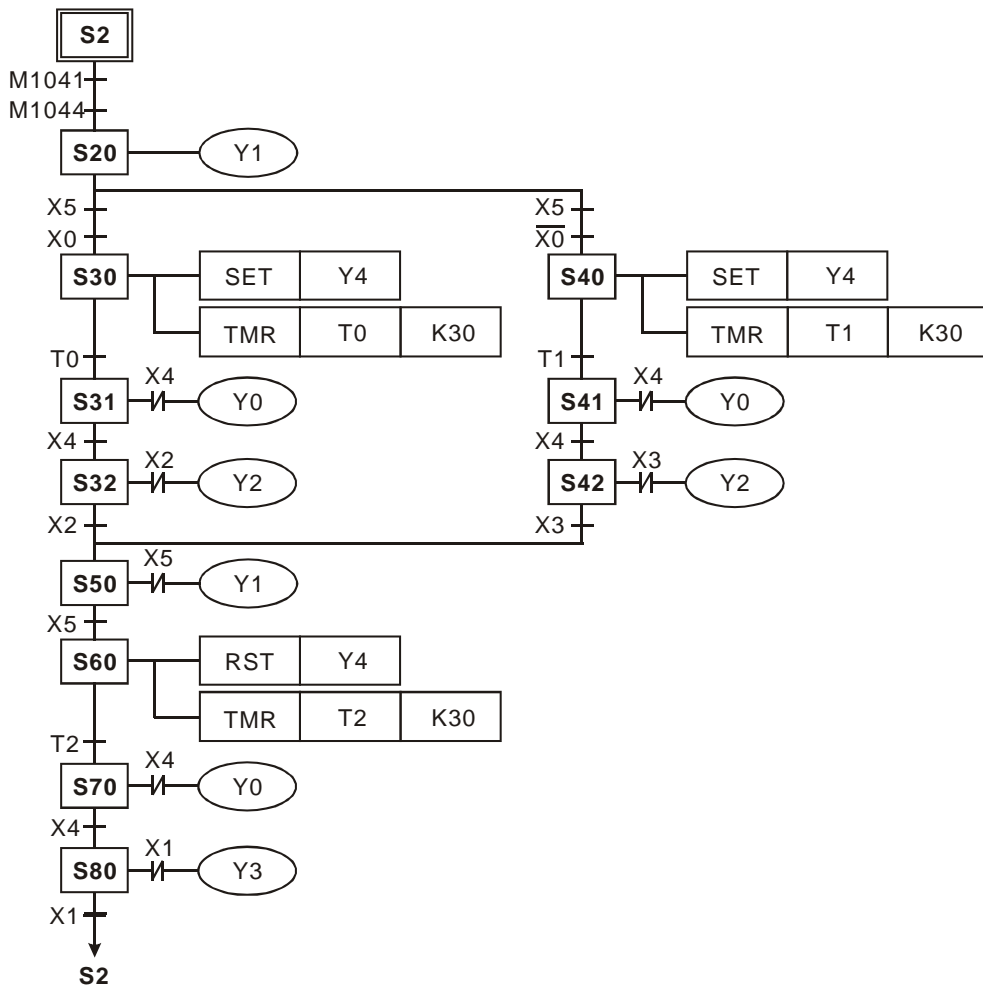 S2
M1041
M1044
S20 Y1
X5 X5
X0 X̅0̅
S30 SET Y4 S40 SET Y4
TMR T0 K30 TMR T1 K30
T0 T1
X4 X4
S31 Y0 S41 Y0
X4 X4
X2 X3
S32 Y2 S42 Y2
X2 X3
X5
S50 Y1
X5
S60 RST Y4
TMR T2 K30
T2
X4
S70 Y0
X4
X1
S80 Y3
X1
S2